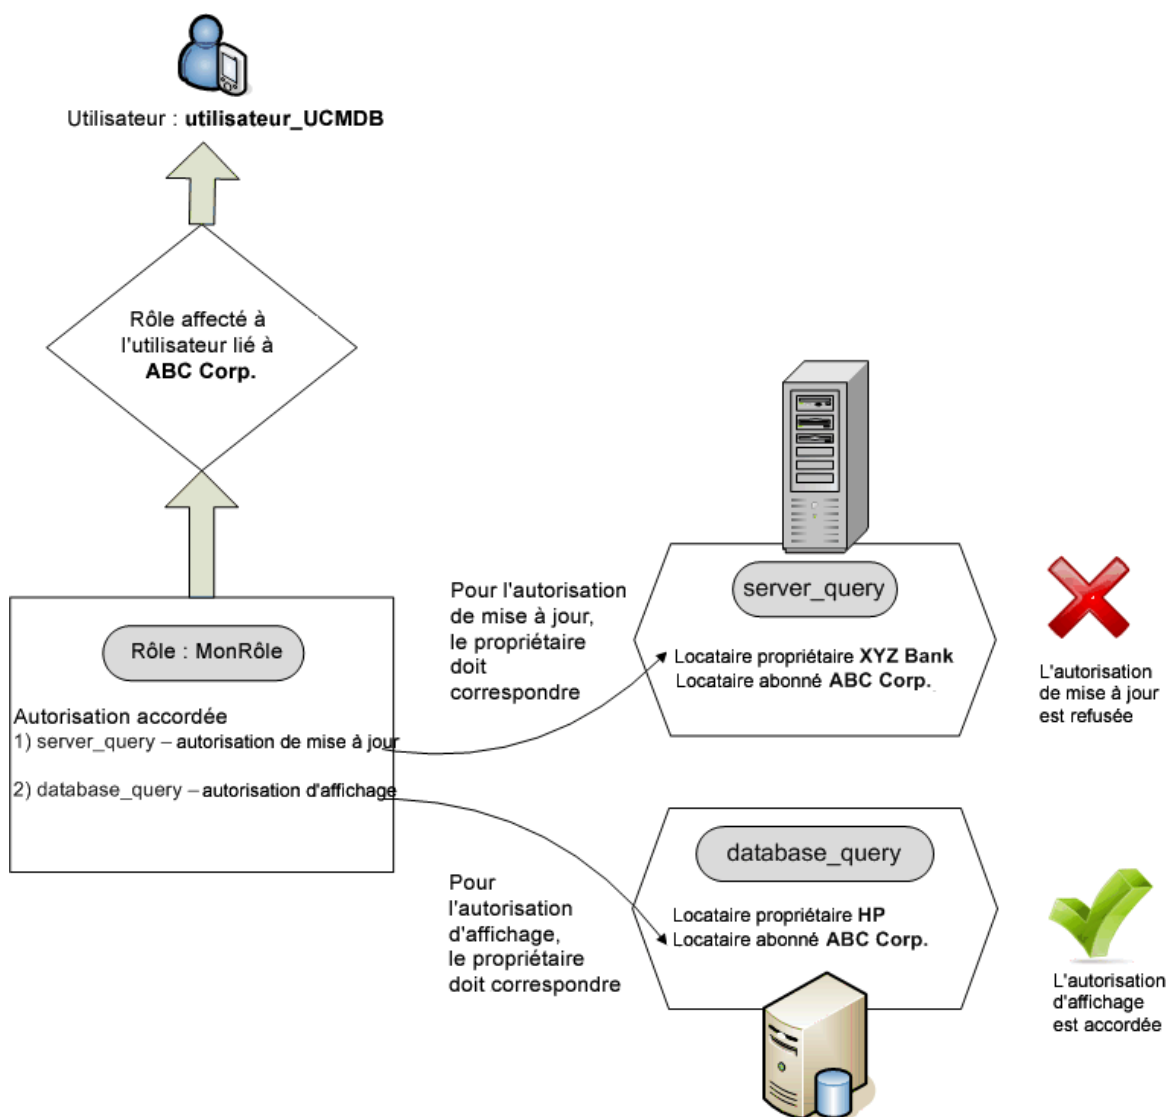 Utilisateur : utilisateur_UCMDB
Rôle affecté à
l'utilisateur lié à
ABC Corp.
Rôle : MonRôle
Autorisation accordée
1) server_query – autorisation de mise à jour
2) database_query – autorisation d'affichage
Pour l'autorisation
de mise à jour,
le propriétaire
doit
correspondre
server_query
Locataire propriétaire XYZ Bank
Locataire abonné ABC Corp.
L'autorisation
de mise à jour
est refusée
Pour
l'autorisation
d'affichage,
le propriétaire
doit correspondre
database_query
Locataire propriétaire HP
Locataire abonné ABC Corp.
L'autorisation
d'affichage
est accordée